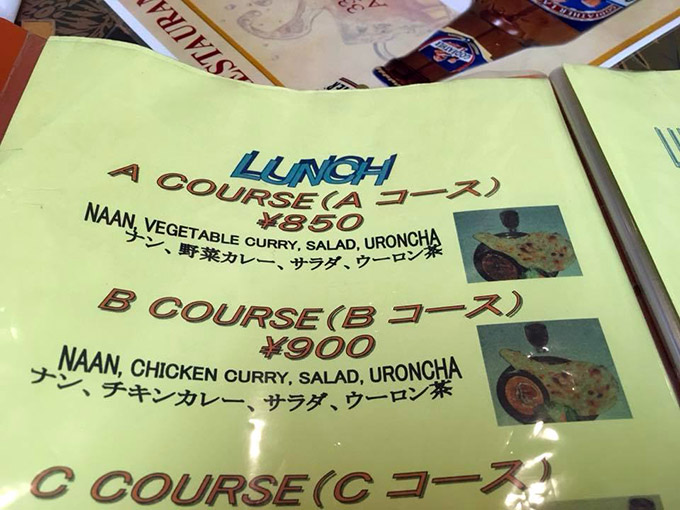 RESTAURANT
LUNCH
A COURSE(A コース)
¥850
NAAN, VEGETABLE CURRY, SALAD, URONCHA
ナン、野菜カレー、サラダ、ウーロン茶
B COURSE(B コース)
¥900
NAAN, CHICKEN CURRY, SALAD, URONCHA
ナン、チキンカレー、サラダ、ウーロン茶
C COURSE(C コース)